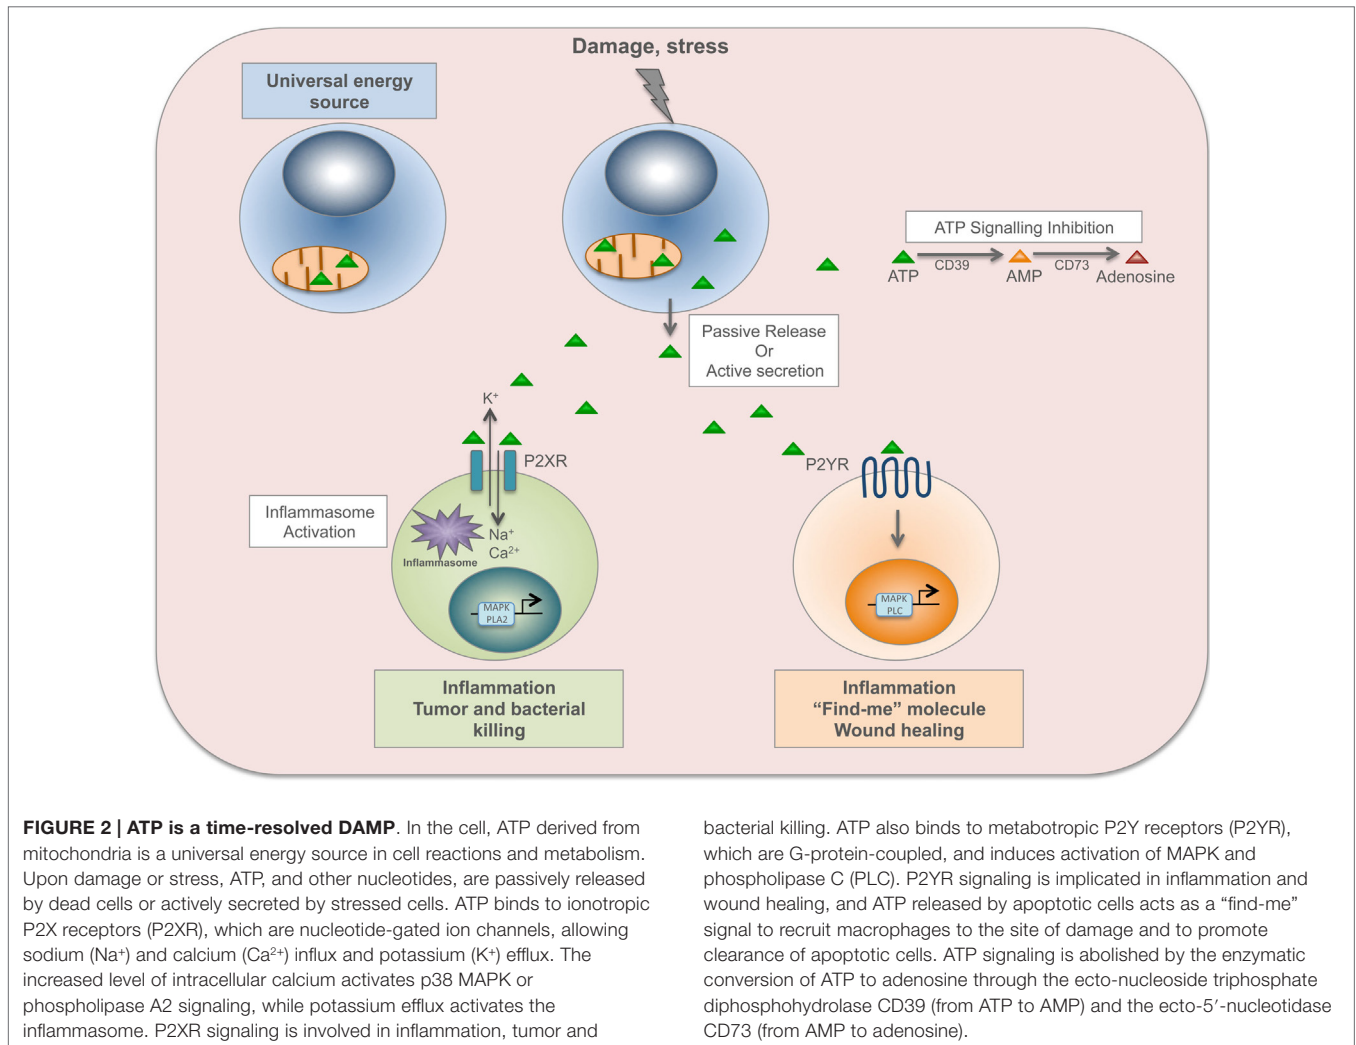 Damage, stress
Universal energy
source
ATP Signalling Inhibition
CD39
CD73
ATP
AMP
Adenosine
Passive Release
Or
Active secretion
K+
P2XR
P2YR
Inflammasome
Activation
Na+
Ca2+
Inflammasome
MAPK
PLA2
MAPK
PLC
Inflammation
Tumor and bacterial
killing
Inflammation
“Find-me” molecule
Wound healing
FIGURE 2 | ATP is a time-resolved DAMP. In the cell, ATP derived from
mitochondria is a universal energy source in cell reactions and metabolism.
Upon damage or stress, ATP, and other nucleotides, are passively released
by dead cells or actively secreted by stressed cells. ATP binds to ionotropic
P2X receptors (P2XR), which are nucleotide-gated ion channels, allowing
sodium (Na+) and calcium (Ca2+) influx and potassium (K+) efflux. The
increased level of intracellular calcium activates p38 MAPK or
phospholipase A2 signaling, while potassium efflux activates the
inflammasome. P2XR signaling is involved in inflammation, tumor and
bacterial killing. ATP also binds to metabotropic P2Y receptors (P2YR),
which are G-protein-coupled, and induces activation of MAPK and
phospholipase C (PLC). P2YR signaling is implicated in inflammation and
wound healing, and ATP released by apoptotic cells acts as a “find-me”
signal to recruit macrophages to the site of damage and to promote
clearance of apoptotic cells. ATP signaling is abolished by the enzymatic
conversion of ATP to adenosine through the ecto-nucleoside triphosphate
diphosphohydrolase CD39 (from ATP to AMP) and the ecto-5′-nucleotidase
CD73 (from AMP to adenosine).